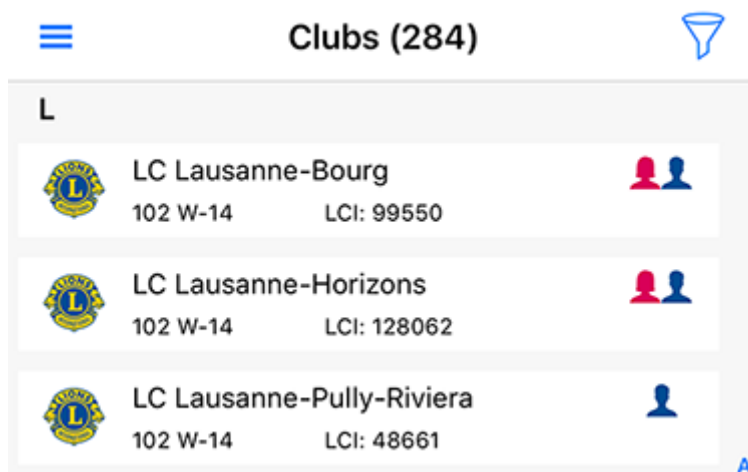 Clubs (284)
L
LC Lausanne-Bourg
102 W-14 LCI: 99550
LC Lausanne-Horizons
102 W-14 LCI: 128062
LC Lausanne-Pully-Riviera
102 W-14 LCI: 48661